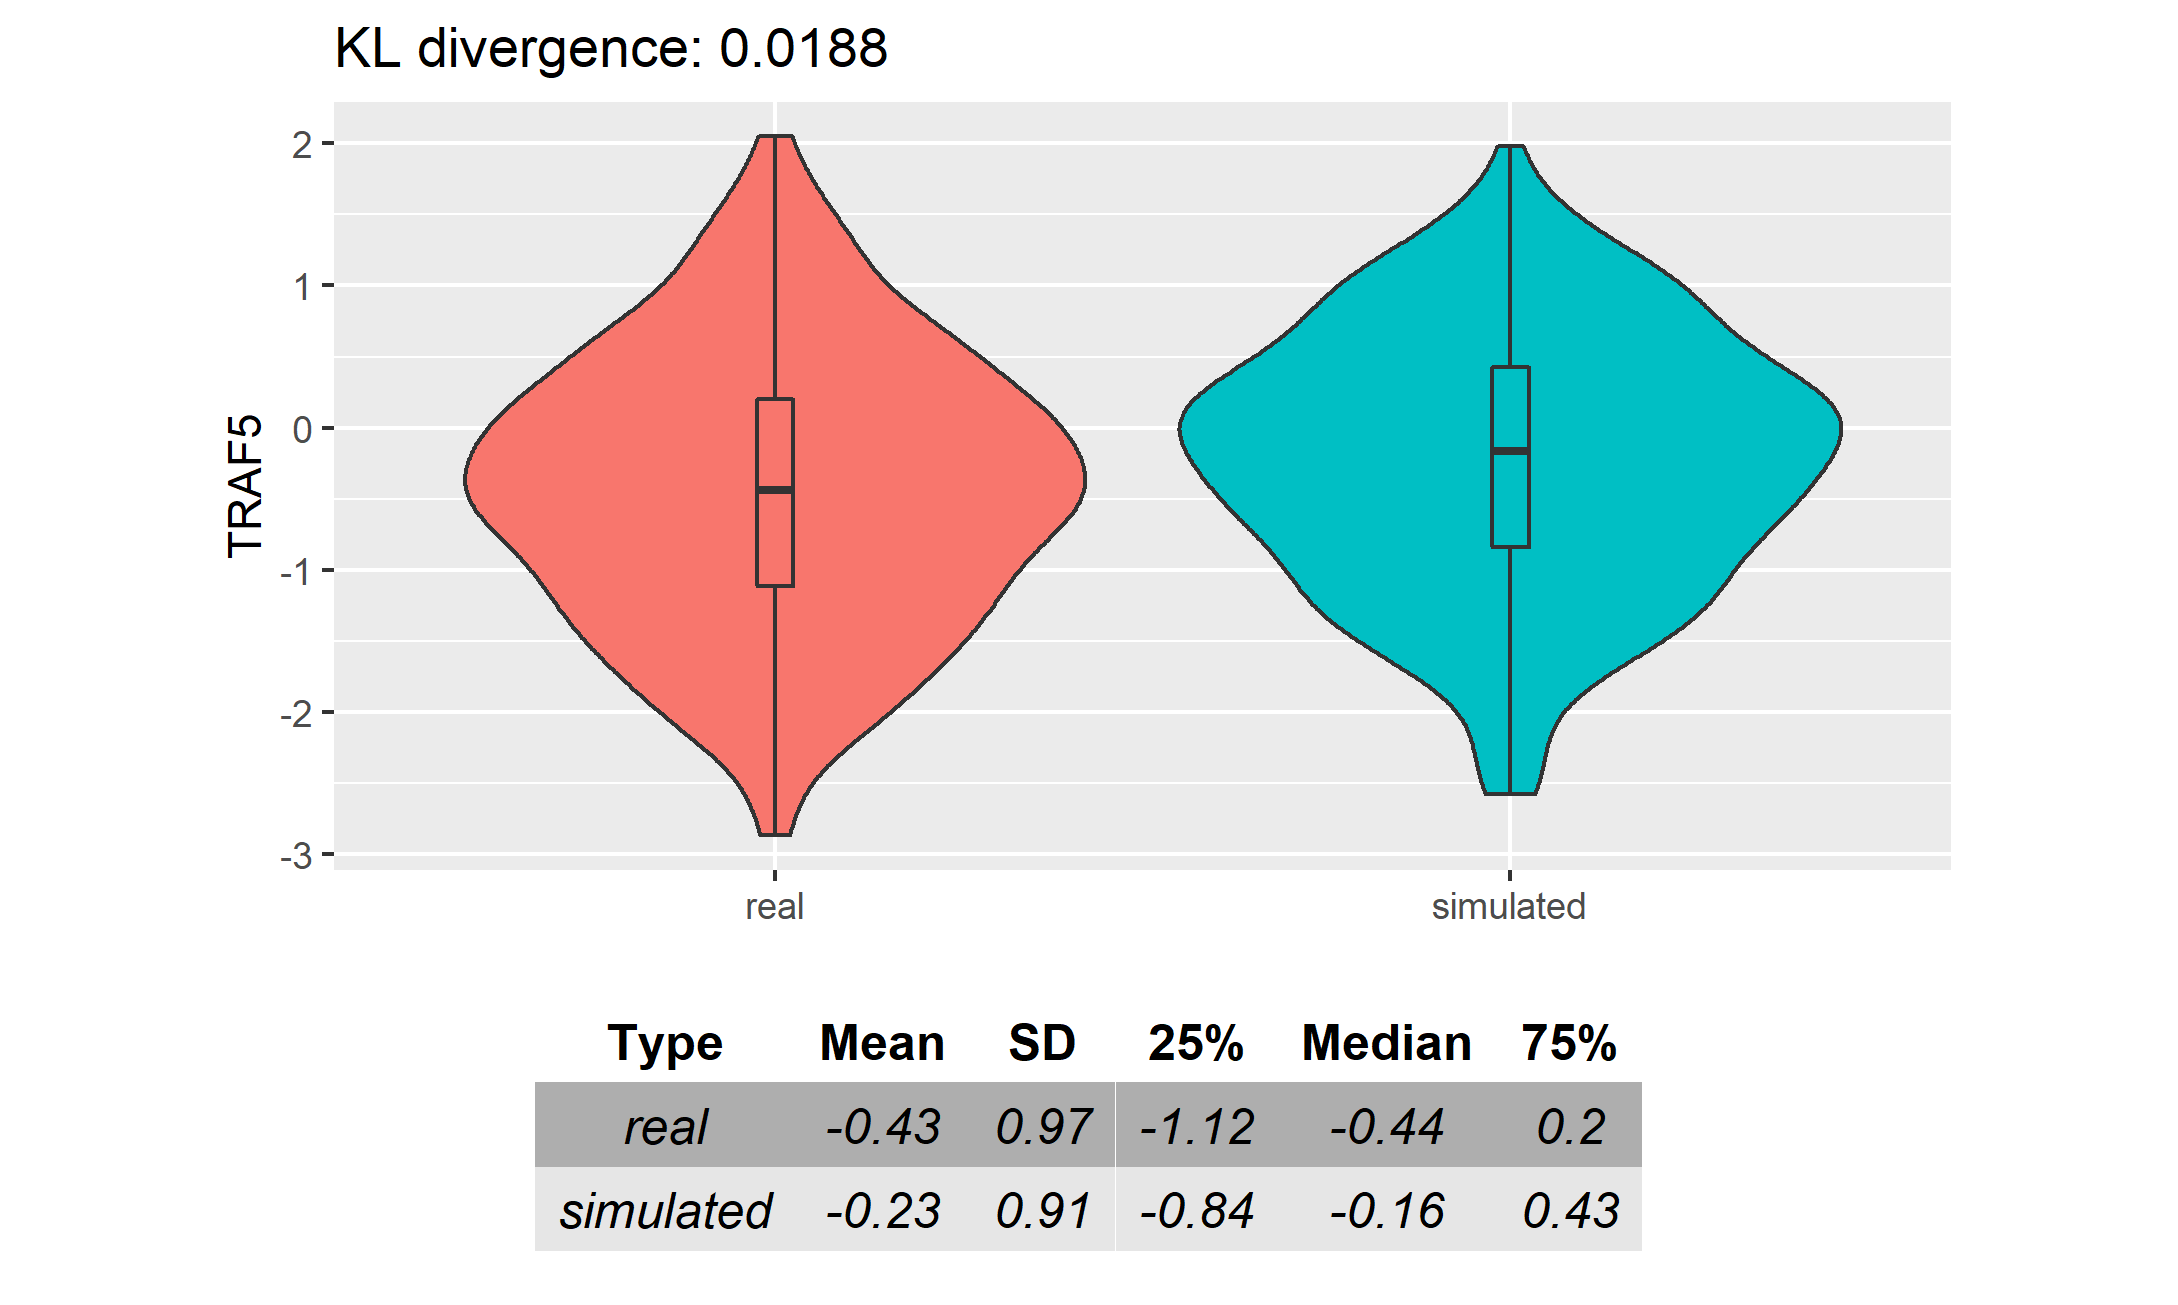 KL divergence: 0.0188
TRAF5
2
1
0
-1
-2
-3
real simulated
Type Mean SD 25% Median 75%
real -0.43 0.97 -1.12 -0.44 0.2
simulated -0.23 0.91 -0.84 -0.16 0.43